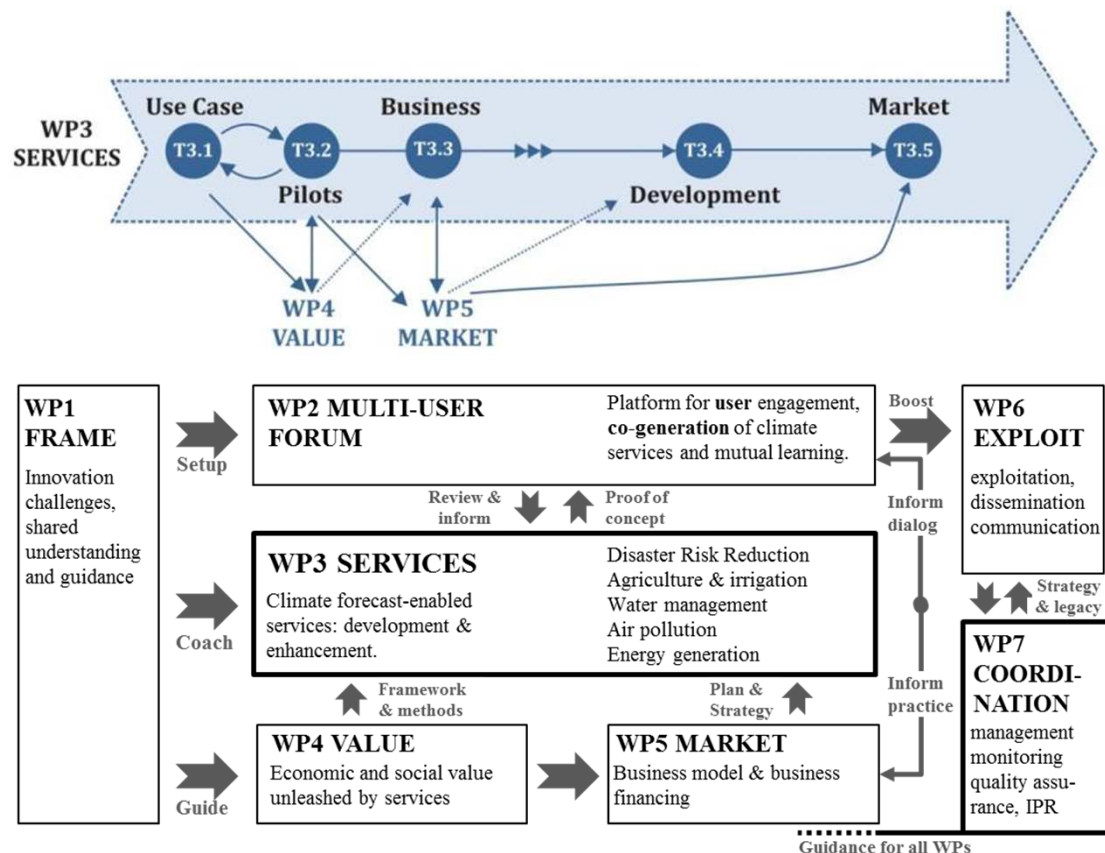 Use Case
Business
Market
WP3
SERVICES
T3.1
T3.2
T3.3
T3.4
T3.5
Pilots
Development
WP4
VALUE
WP5
MARKET
WP1
FRAME
Innovation
challenges,
shared
understanding
and guidance
Setup
Coach
Guide
WP2 MULTI-USER
FORUM
Platform for user engagement,
co-generation of climate
services and mutual learning.
Boost
WP6
EXPLOIT
exploitation,
dissemination
communication
Review &
inform
Proof of
concept
Inform
dialog
WP3 SERVICES
Climate forecast-enabled
services: development &
enhancement.
Disaster Risk Reduction
Agriculture & irrigation
Water management
Air pollution
Energy generation
Strategy
& legacy
Framework
& methods
Plan &
Strategy
Inform
practice
WP4 VALUE
Economic and social value
unleashed by services
WP5 MARKET
Business model & business
financing
WP7
COORDI-
NATION
management
monitoring
quality assu-
rance, IPR
Guidance for all WPs